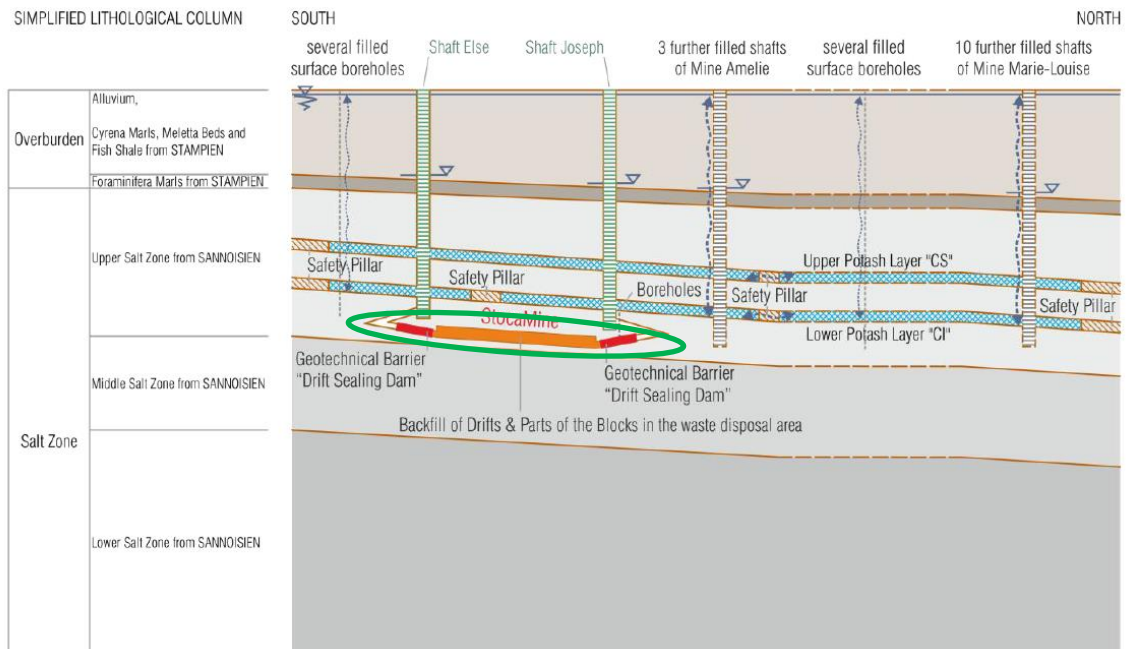 SIMPLIFIED LITHOLOGICAL COLUMN
SOUTH
NORTH
several filled
surface boreholes
Shaft Else
Shaft Joseph
3 further filled shafts
of Mine Amelie
several filled
surface boreholes
10 further filled shafts
of Mine Marie-Louise
Overburden
Alluvium,
Cyrena Marls, Meletta Beds and
Fish Shale from STAMPIEN
Foraminifera Marls from STAMPIEN
Upper Salt Zone from SANNOISIEN
Safety Pillar
Safety Pillar
Boreholes
Safety Pillar
Upper Potash Layer "CS"
Safety Pillar
StocaMine
Lower Potash Layer "CI"
Geotechnical Barrier
"Drift Sealing Dam"
Geotechnical Barrier
"Drift Sealing Dam"
Middle Salt Zone from SANNOISIEN
Backfill of Drifts & Parts of the Blocks in the waste disposal area
Salt Zone
Lower Salt Zone from SANNOISIEN